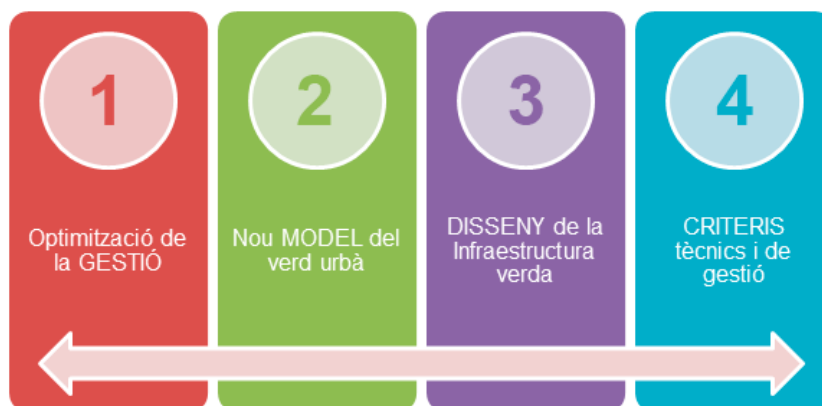 1
Optimització de
la GESTIÓ
2
Nou MODEL del
verd urbà
3
DISSENY de la
Infraestructura
verda
4
CRITERIS
tècnics i de
gestió